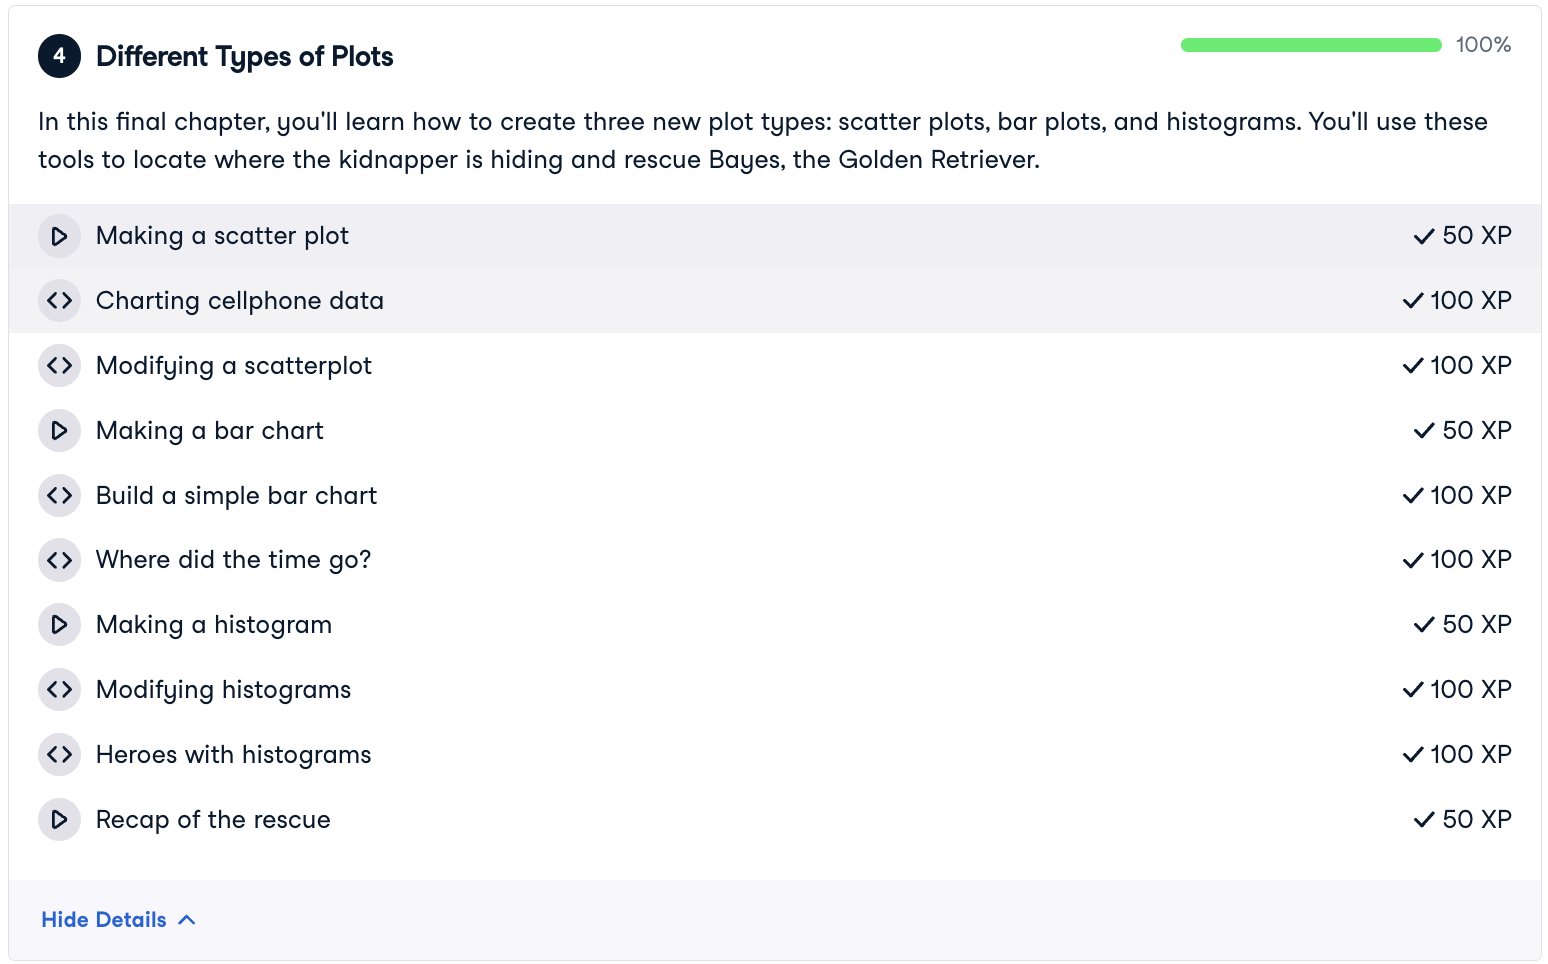 4 Different Types of Plots 100%
In this final chapter, you'll learn how to create three new plot types: scatter plots, bar plots, and histograms. You'll use these
tools to locate where the kidnapper is hiding and rescue Bayes, the Golden Retriever.
Making a scatter plot 50 XP
Charting cellphone data 100 XP
Modifying a scatterplot 100 XP
Making a bar chart 50 XP
Build a simple bar chart 100 XP
Where did the time go? 100 XP
Making a histogram 50 XP
Modifying histograms 100 XP
Heroes with histograms 100 XP
Recap of the rescue 50 XP
Hide Details